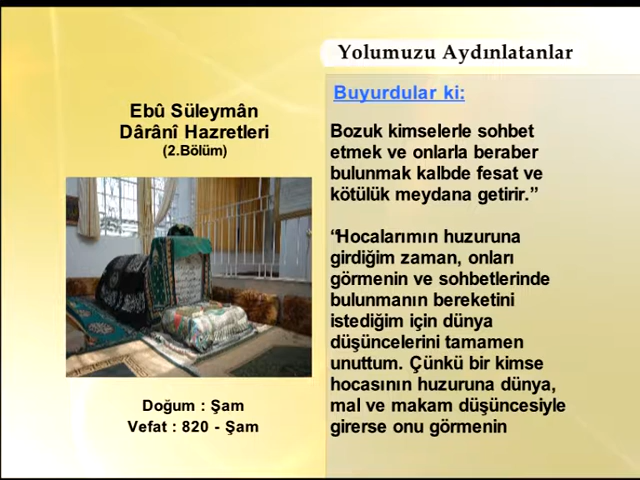 Yolumuzu Aydınlatanlar
Ebû Süleymân
Dârânî Hazretleri
(2.Bölüm)
Doğum : Şam
Vefat : 820 - Şam
Buyurdular ki:
Bozuk kimselerle sohbet
etmek ve onlarla beraber
bulunmak kalbde fesat ve
kötülük meydana getirir.”
“Hocalarımın huzuruna
girdiğim zaman, onları
görmenin ve sohbetlerinde
bulunmanın bereketini
istediğim için dünya
düşüncelerini tamamen
unuttum. Çünkü bir kimse
hocasının huzuruna dünya,
mal ve makam düşüncesiyle
girerse onu görmenin